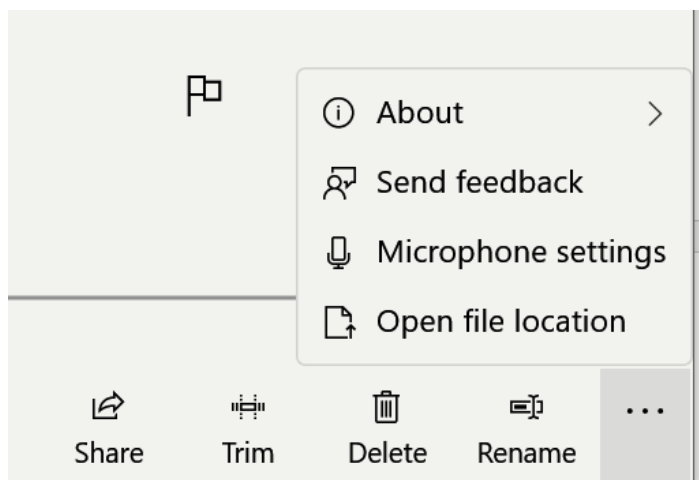 About
Send feedback
Microphone settings
Open file location
Share Trim Delete Rename